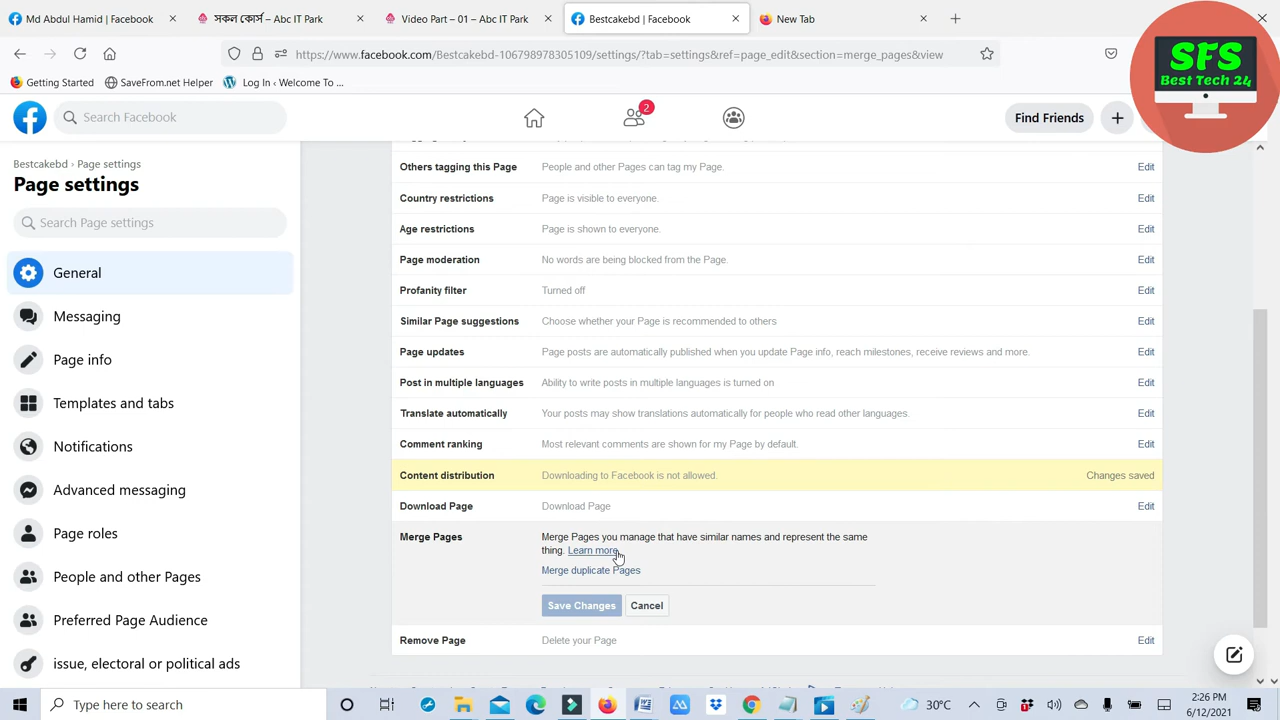 Md Abdul Hamid | Facebook
সকল কোর্স – Abc IT Park
Video Part – 01 – Abc IT Park
Bestcakebd | Facebook
New Tab
https://www.facebook.com/Bestcakebd-106798978305109/settings/?tab=settings&ref=page_edit&section=merge_pages&view
Getting Started
SaveFrom.net Helper
Log In ‹ Welcome To ...
SFS
Best Tech 24
Search Facebook
2
Find Friends
Bestcakebd › Page settings
Page settings
Search Page settings
General
Messaging
Page info
Templates and tabs
Notifications
Advanced messaging
Page roles
People and other Pages
Preferred Page Audience
issue, electoral or political ads
Others tagging this Page People and other Pages can tag my Page. Edit
Country restrictions Page is visible to everyone. Edit
Age restrictions Page is shown to everyone. Edit
Page moderation No words are being blocked from the Page. Edit
Profanity filter Turned off Edit
Similar Page suggestions Choose whether your Page is recommended to others Edit
Page updates Page posts are automatically published when you update Page info, reach milestones, receive reviews and more. Edit
Post in multiple languages Ability to write posts in multiple languages is turned on Edit
Translate automatically Your posts may show translations automatically for people who read other languages. Edit
Comment ranking Most relevant comments are shown for my Page by default. Edit
Content distribution Downloading to Facebook is not allowed. Changes saved
Download Page Download Page Edit
Merge Pages Merge Pages you manage that have similar names and represent the same
thing. Learn more
Merge duplicate Pages
Save Changes Cancel
Remove Page Delete your Page Edit
Type here to search
30°C
2:26 PM
6/12/2021